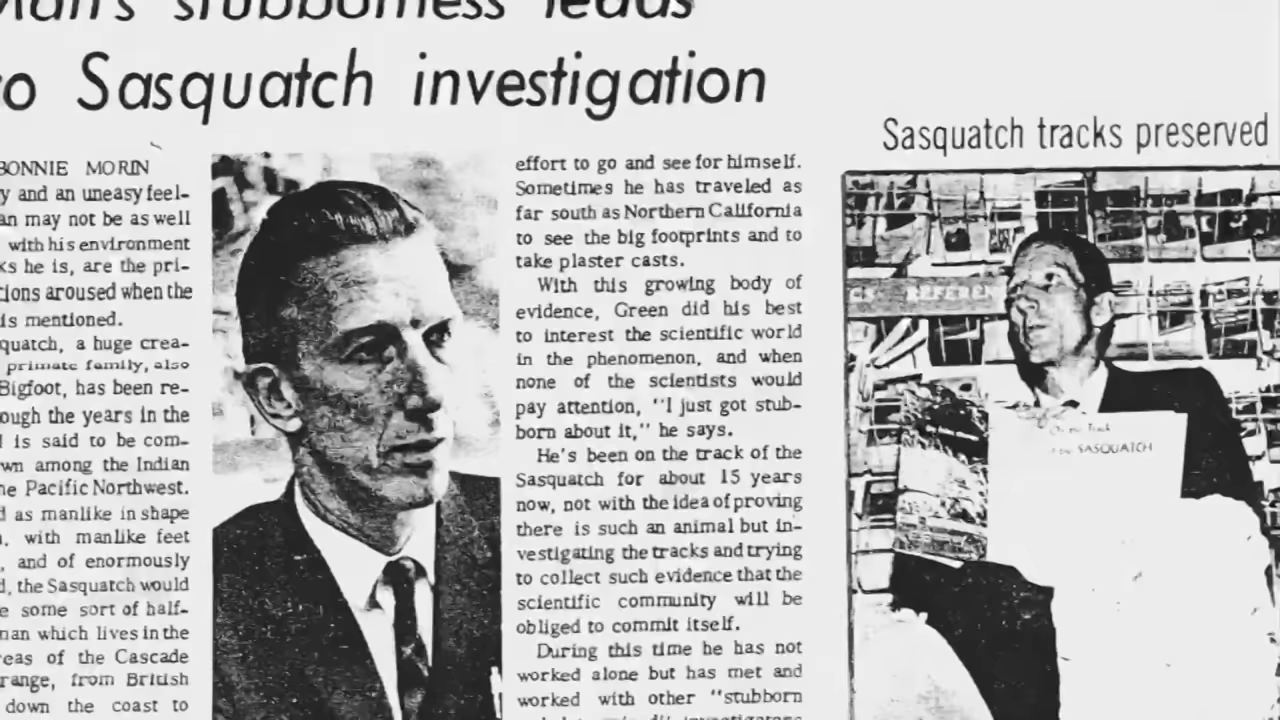 Man's stubbornness leads
to Sasquatch investigation
Sasquatch tracks preserved
BONNIE MORIN
y and an uneasy feel-
an may not be as well
with his environment
ks he is, are the pri-
tions aroused when the
is mentioned.
quatch, a huge crea-
primate family, also
Bigfoot, has been re-
ough the years in the
l is said to be com-
wn among the Indian
he Pacific Northwest.
d as manlike in shape
, with manlike feet
, and of enormously
d, the Sasquatch would
e some sort of half-
man which lives in the
reas of the Cascade
range, from British
down the coast to
effort to go and see for himself.
Sometimes he has traveled as
far south as Northern California
to see the big footprints and to
take plaster casts.
With this growing body of
evidence, Green did his best
to interest the scientific world
in the phenomenon, and when
none of the scientists would
pay attention, "I just got stub-
born about it," he says.
He's been on the track of the
Sasquatch for about 15 years
now, not with the idea of proving
there is such an animal but in-
vestigating the tracks and trying
to collect such evidence that the
scientific community will be
obliged to commit itself.
During this time he has not
worked alone but has met and
worked with other "stubborn
investigators
CS REFEREN
On the Track
SASQUATCH